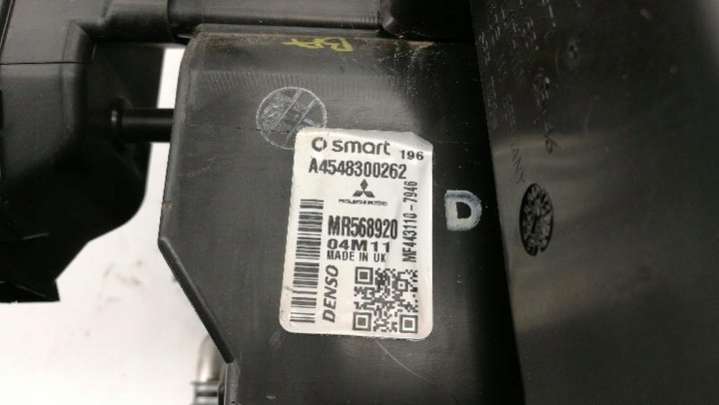 smart 196
A4548300262
MR568920
04M11
MADE IN UK
DENSO
MF443110-7946
D